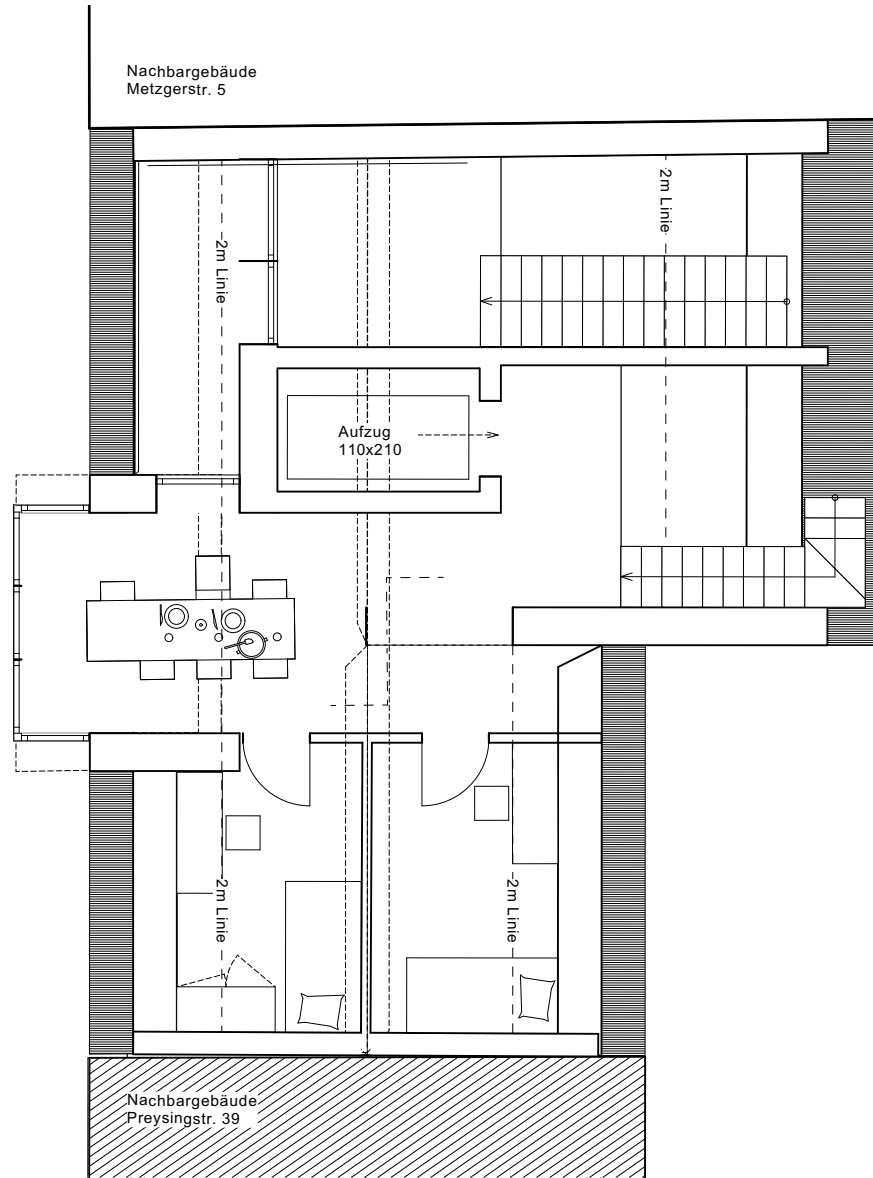 Nachbargebäude
Metzgerstr. 5
2m Linie
2m Linie
Aufzug
110x210
2m Linie
2m Linie
Nachbargebäude
Preysingstr. 39